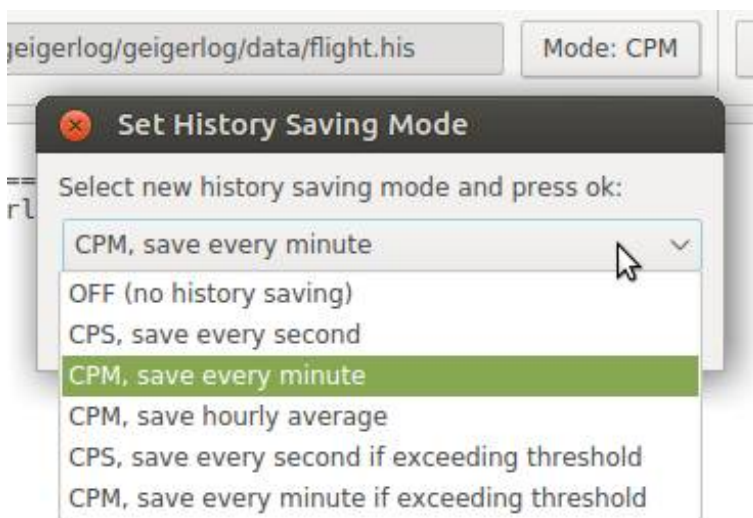 geigerlog/geigerlog/data/flight.his Mode: CPM
Set History Saving Mode
==
Select new history saving mode and press ok:
rl
CPM, save every minute
OFF (no history saving)
CPS, save every second
CPM, save every minute
CPM, save hourly average
CPS, save every second if exceeding threshold
CPM, save every minute if exceeding threshold